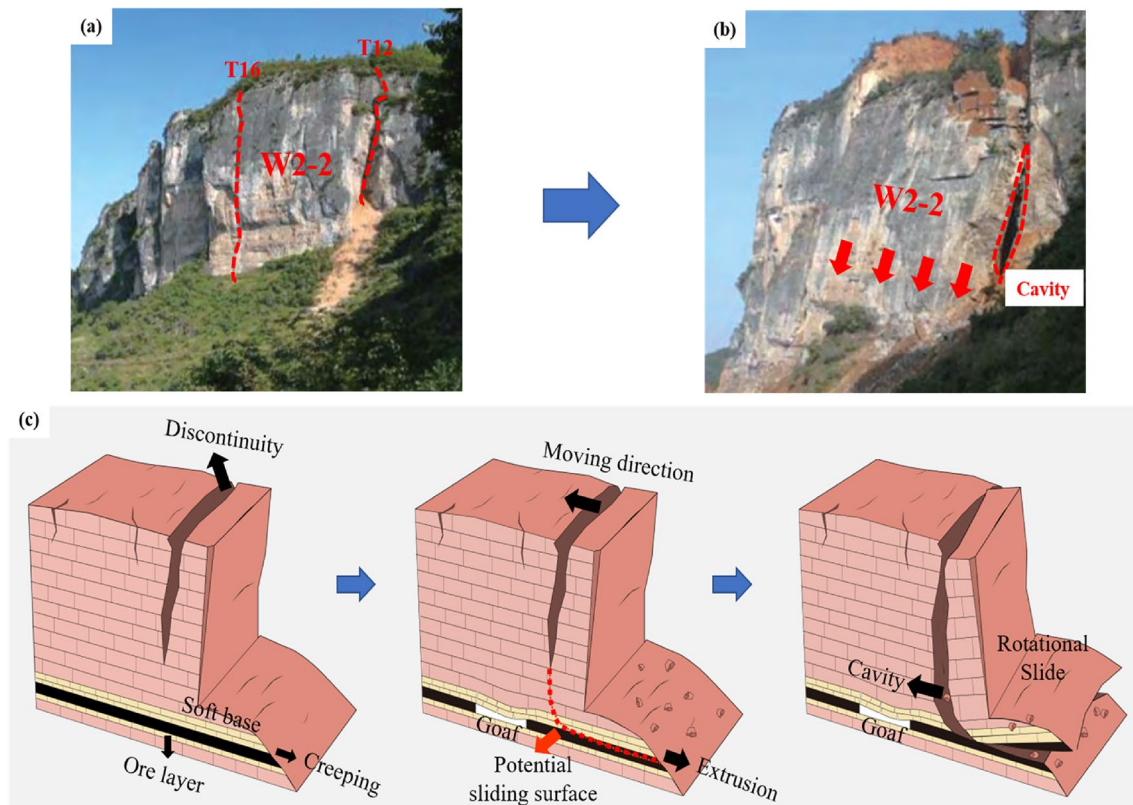 (a)
T16
T12
W2-2
(b)
W2-2
Cavity
(c)
Discontinuity
Soft base
Ore layer
Creeping
Moving direction
Goaf
Potential
sliding surface
Extrusion
Cavity
Rotational
Slide
Goaf